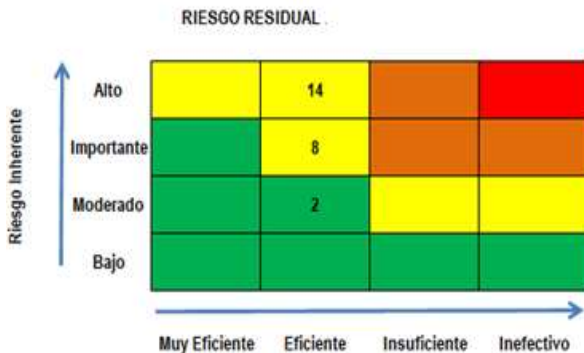 RIESGO RESIDUAL
Riesgo Inherente
Alto 14
Importante 8
Moderado 2
Bajo
Muy Eficiente Eficiente Insuficiente Inefectivo